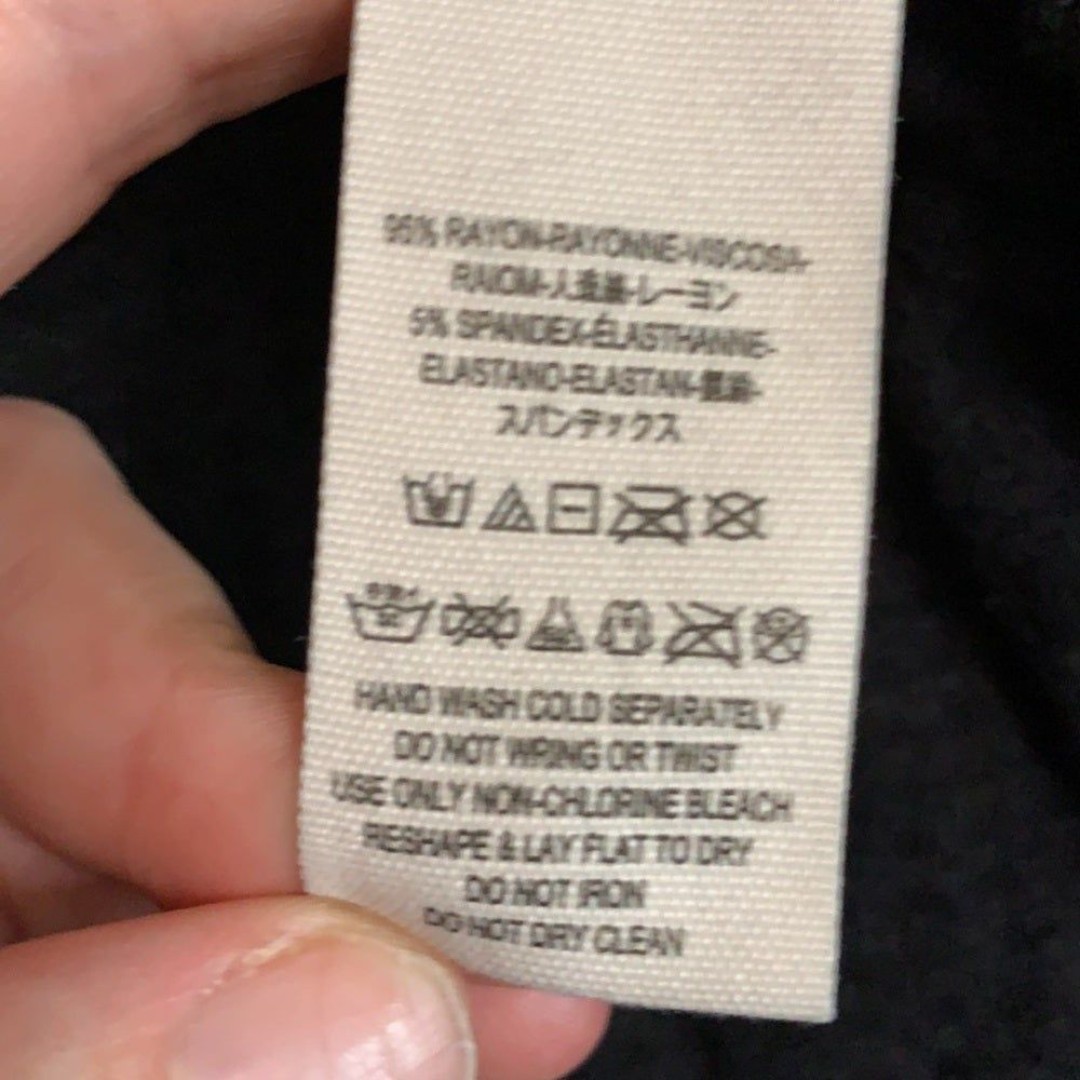 95% RAYON-RAYONNE-VISCOSA-
RAIOM-人造絲-レーヨン
5% SPANDEX-ÉLASTHANNE-
ELASTANO-ELASTAN-氨綸-
スパンデックス
HAND WASH COLD SEPARATELY
DO NOT WRING OR TWIST
USE ONLY NON-CHLORINE BLEACH
RESHAPE & LAY FLAT TO DRY
DO NOT IRON
DO NOT DRY CLEAN